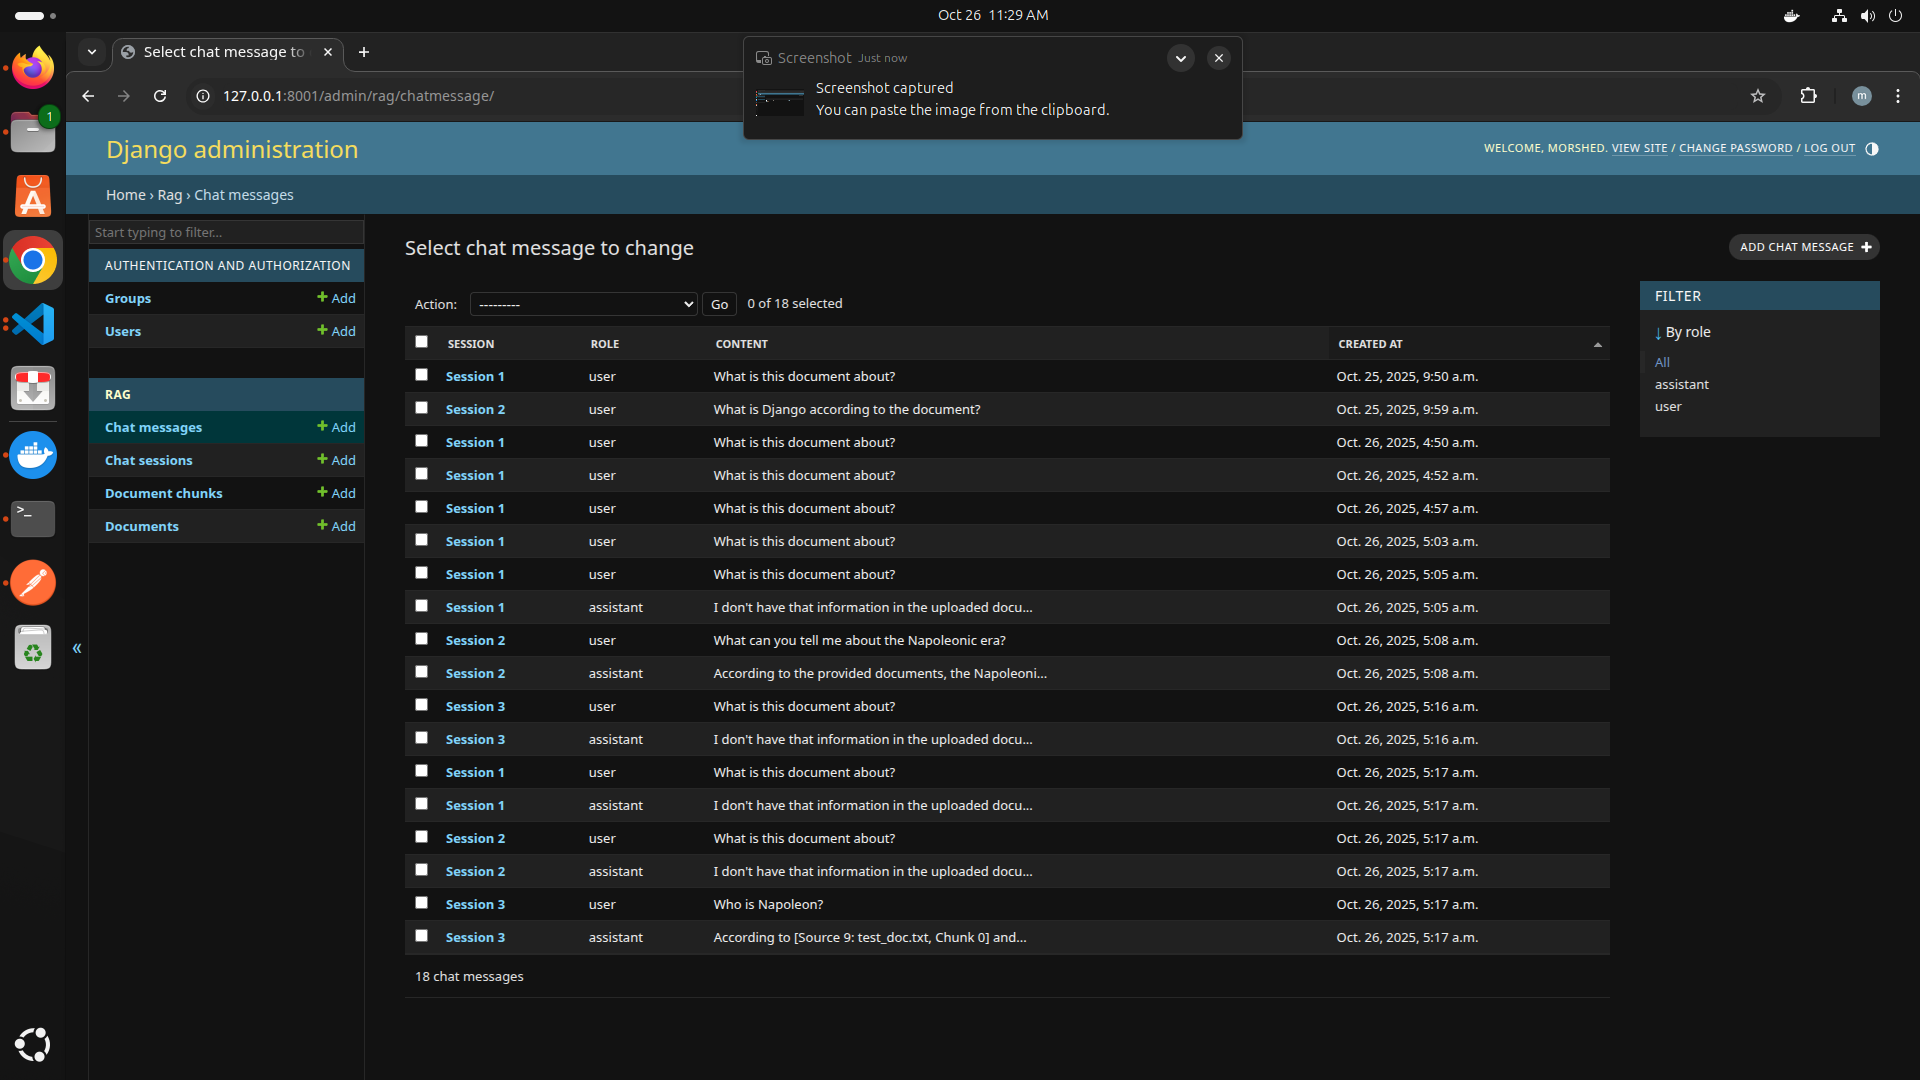 Oct 26 11:29 AM
Select chat message to
127.0.0.1:8001/admin/rag/chatmessage/
m
1
Screenshot Just now
Screenshot captured
You can paste the image from the clipboard.
Django administration
WELCOME, MORSHED. VIEW SITE / CHANGE PASSWORD / LOG OUT
Home › Rag › Chat messages
Start typing to filter...
AUTHENTICATION AND AUTHORIZATION
Groups + Add
Users + Add
RAG
Chat messages + Add
Chat sessions + Add
Document chunks + Add
Documents + Add
«
Select chat message to change
ADD CHAT MESSAGE +
Action: --------- Go 0 of 18 selected
SESSION ROLE CONTENT CREATED AT
Session 1 user What is this document about? Oct. 25, 2025, 9:50 a.m.
Session 2 user What is Django according to the document? Oct. 25, 2025, 9:59 a.m.
Session 1 user What is this document about? Oct. 26, 2025, 4:50 a.m.
Session 1 user What is this document about? Oct. 26, 2025, 4:52 a.m.
Session 1 user What is this document about? Oct. 26, 2025, 4:57 a.m.
Session 1 user What is this document about? Oct. 26, 2025, 5:03 a.m.
Session 1 user What is this document about? Oct. 26, 2025, 5:05 a.m.
Session 1 assistant I don't have that information in the uploaded docu... Oct. 26, 2025, 5:05 a.m.
Session 2 user What can you tell me about the Napoleonic era? Oct. 26, 2025, 5:08 a.m.
Session 2 assistant According to the provided documents, the Napoleoni... Oct. 26, 2025, 5:08 a.m.
Session 3 user What is this document about? Oct. 26, 2025, 5:16 a.m.
Session 3 assistant I don't have that information in the uploaded docu... Oct. 26, 2025, 5:16 a.m.
Session 1 user What is this document about? Oct. 26, 2025, 5:17 a.m.
Session 1 assistant I don't have that information in the uploaded docu... Oct. 26, 2025, 5:17 a.m.
Session 2 user What is this document about? Oct. 26, 2025, 5:17 a.m.
Session 2 assistant I don't have that information in the uploaded docu... Oct. 26, 2025, 5:17 a.m.
Session 3 user Who is Napoleon? Oct. 26, 2025, 5:17 a.m.
Session 3 assistant According to [Source 9: test_doc.txt, Chunk 0] and... Oct. 26, 2025, 5:17 a.m.
18 chat messages
FILTER
↓ By role
All
assistant
user